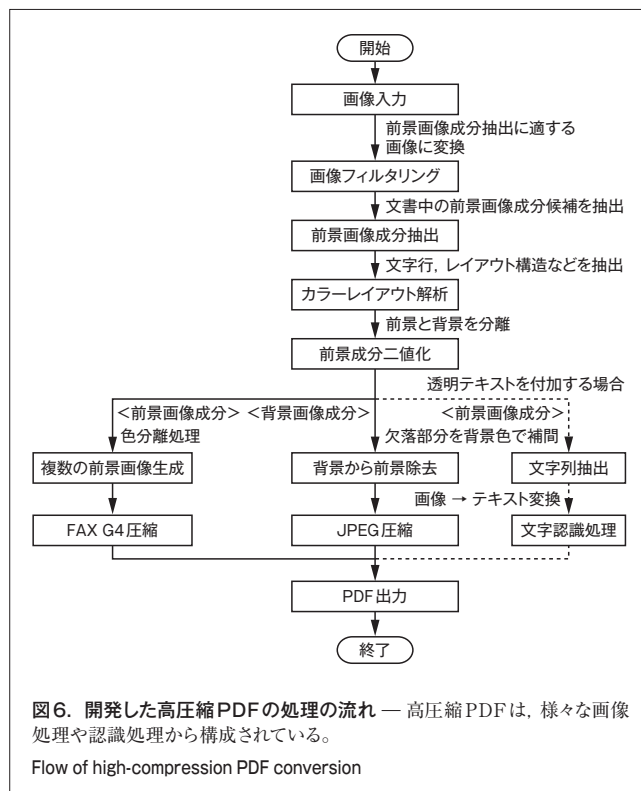 開始
画像入力
前景画像成分抽出に適する
画像に変換
画像フィルタリング
文書中の前景画像成分候補を抽出
前景画像成分抽出
文字行，レイアウト構造などを抽出
カラーレイアウト解析
前景と背景を分離
前景成分二値化
透明テキストを付加する場合
<前景画像成分> <背景画像成分> <前景画像成分>
色分離処理 欠落部分を背景色で補間
複数の前景画像生成 背景から前景除去 文字列抽出
画像 → テキスト変換
FAX G4圧縮 JPEG圧縮 文字認識処理
PDF出力
終了
図6．開発した高圧縮PDFの処理の流れ — 高圧縮PDFは，様々な画像
処理や認識処理から構成されている。
Flow of high-compression PDF conversion